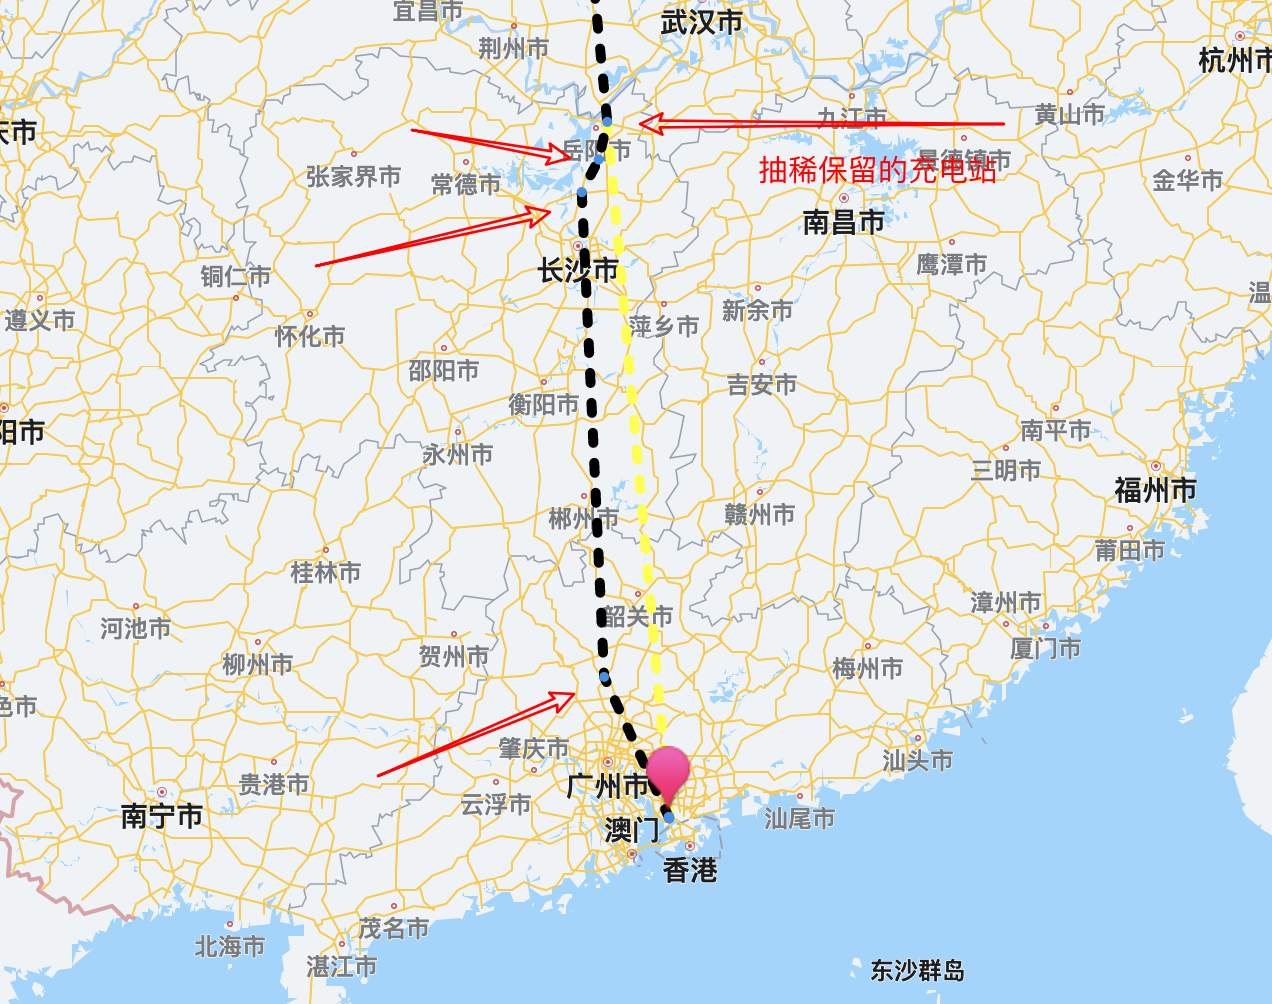 宜昌市
武汉市
荆州市
杭州市
九江市
黄山市
庆市
岳阳市
景德镇市
抽稀保留的充电站
张家界市
常德市
金华市
南昌市
长沙市
鹰潭市
铜仁市
温
遵义市
新余市
萍乡市
怀化市
邵阳市
吉安市
衡阳市
阳市
南平市
永州市
三明市
福州市
郴州市
赣州市
莆田市
桂林市
漳州市
韶关市
河池市
厦门市
贺州市
柳州市
梅州市
色市
肇庆市
汕头市
贵港市
广州市
云浮市
南宁市
汕尾市
澳门
香港
茂名市
北海市
湛江市
东沙群岛